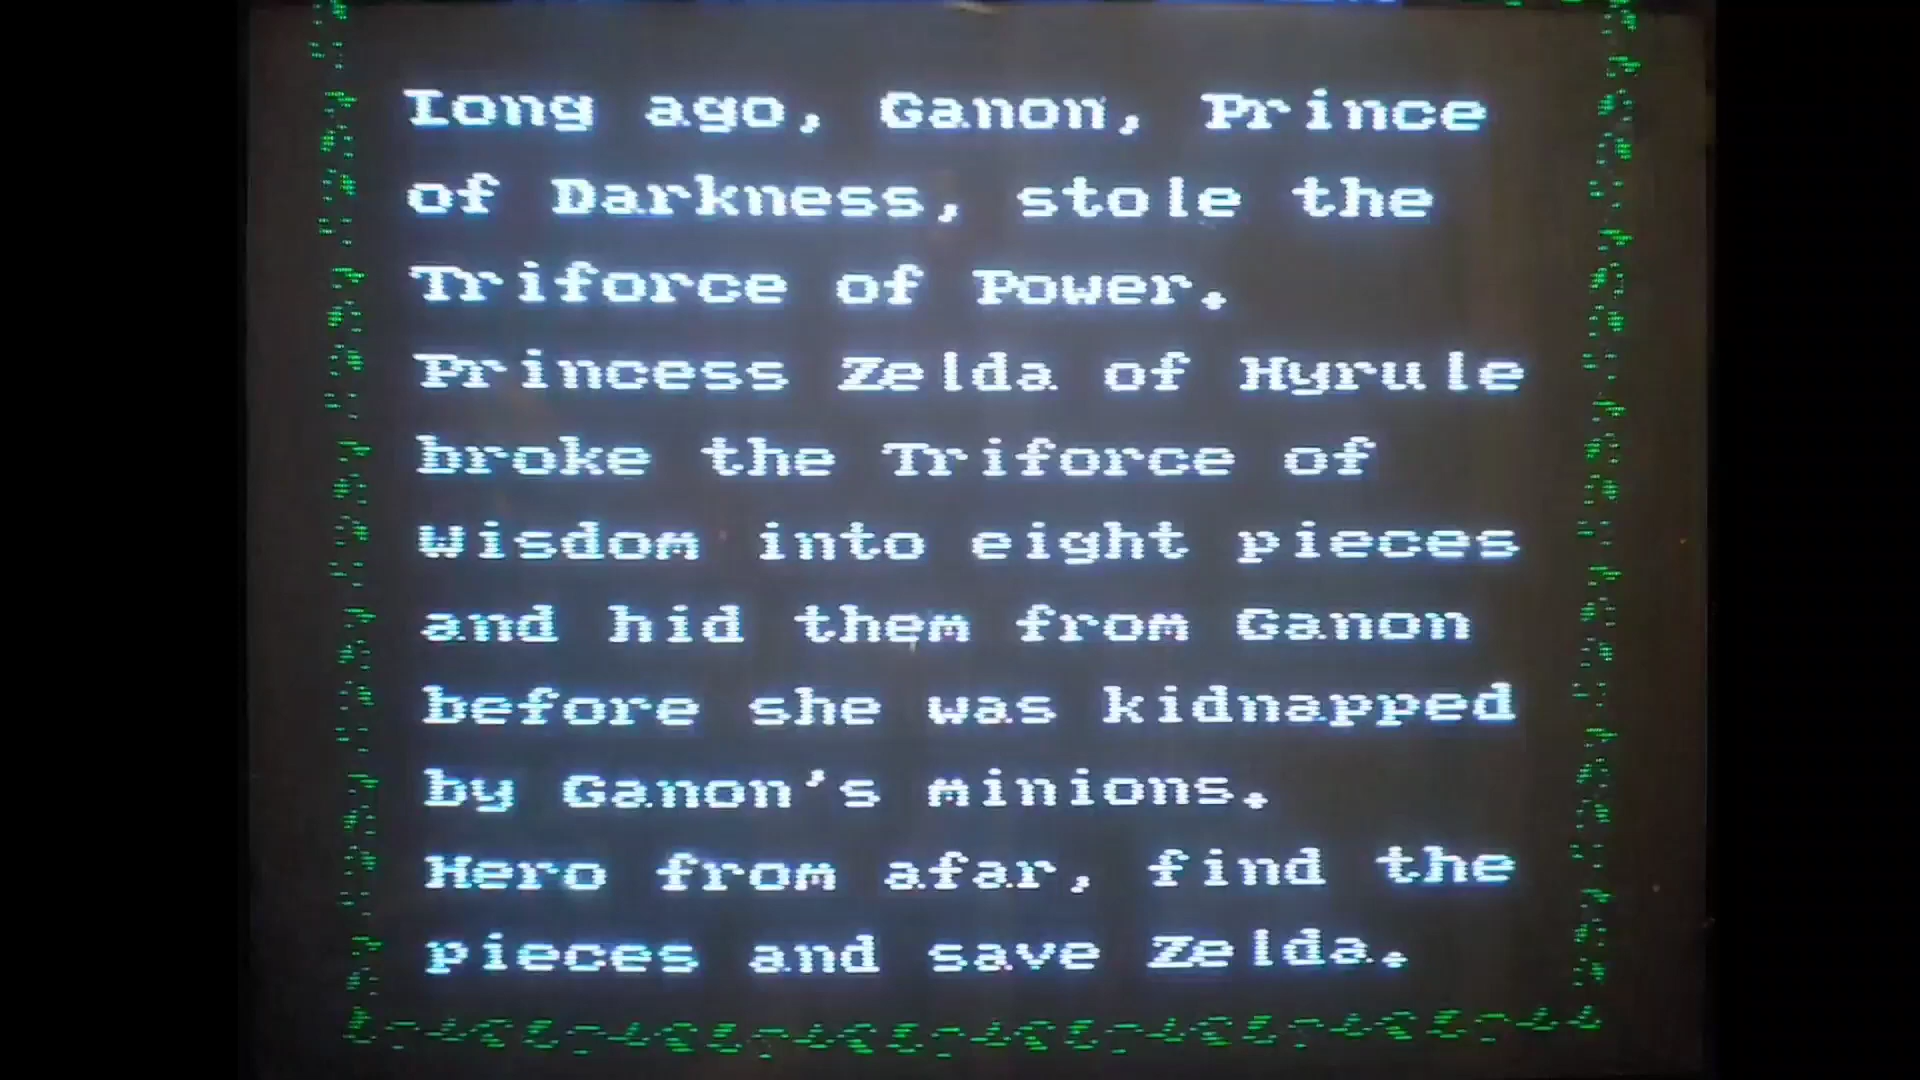 Long ago, Ganon, Prince
of Darkness, stole the
Triforce of Power.
Princess Zelda of Hyrule
broke the Triforce of
Wisdom into eight pieces
and hid them from Ganon
before she was kidnapped
by Ganon's minions.
Hero from afar, find the
pieces and save Zelda.